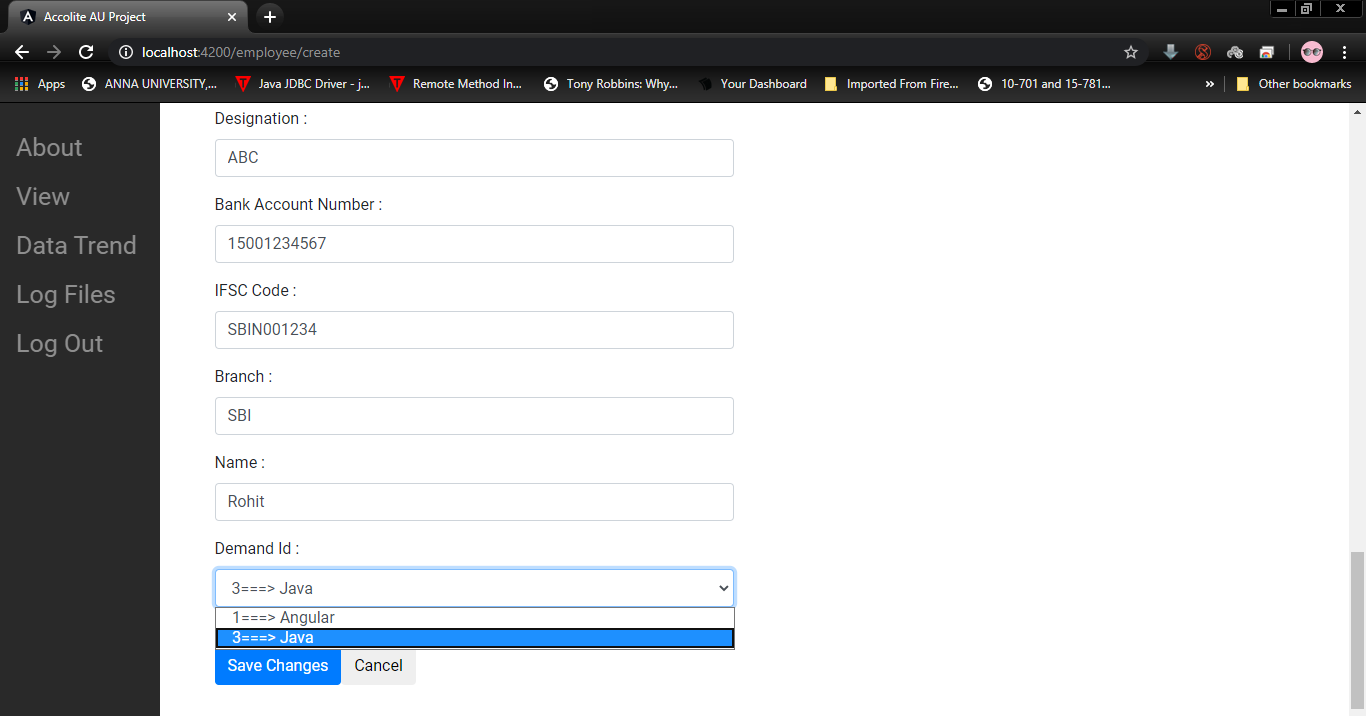 Accolite AU Project
localhost:4200/employee/create
Apps
ANNA UNIVERSITY,...
Java JDBC Driver - j...
Remote Method In...
Tony Robbins: Why...
Your Dashboard
Imported From Fire...
10-701 and 15-781...
»
Other bookmarks
About
View
Data Trend
Log Files
Log Out
Designation :
ABC
Bank Account Number :
15001234567
IFSC Code :
SBIN001234
Branch :
SBI
Name :
Rohit
Demand Id :
3===> Java
1===> Angular
3===> Java
Save Changes
Cancel